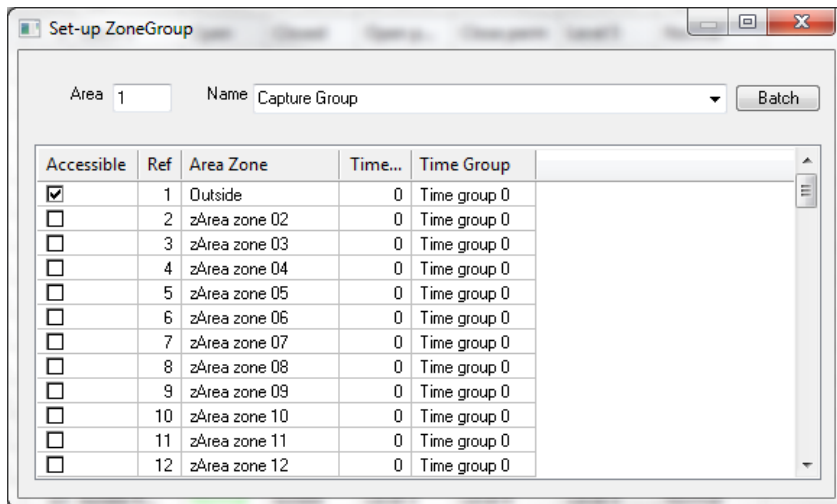 Set-up ZoneGroup
Area 1 Name Capture Group Batch
Accessible Ref Area Zone Time... Time Group
1 Outside 0 Time group 0
2 zArea zone 02 0 Time group 0
3 zArea zone 03 0 Time group 0
4 zArea zone 04 0 Time group 0
5 zArea zone 05 0 Time group 0
6 zArea zone 06 0 Time group 0
7 zArea zone 07 0 Time group 0
8 zArea zone 08 0 Time group 0
9 zArea zone 09 0 Time group 0
10 zArea zone 10 0 Time group 0
11 zArea zone 11 0 Time group 0
12 zArea zone 12 0 Time group 0